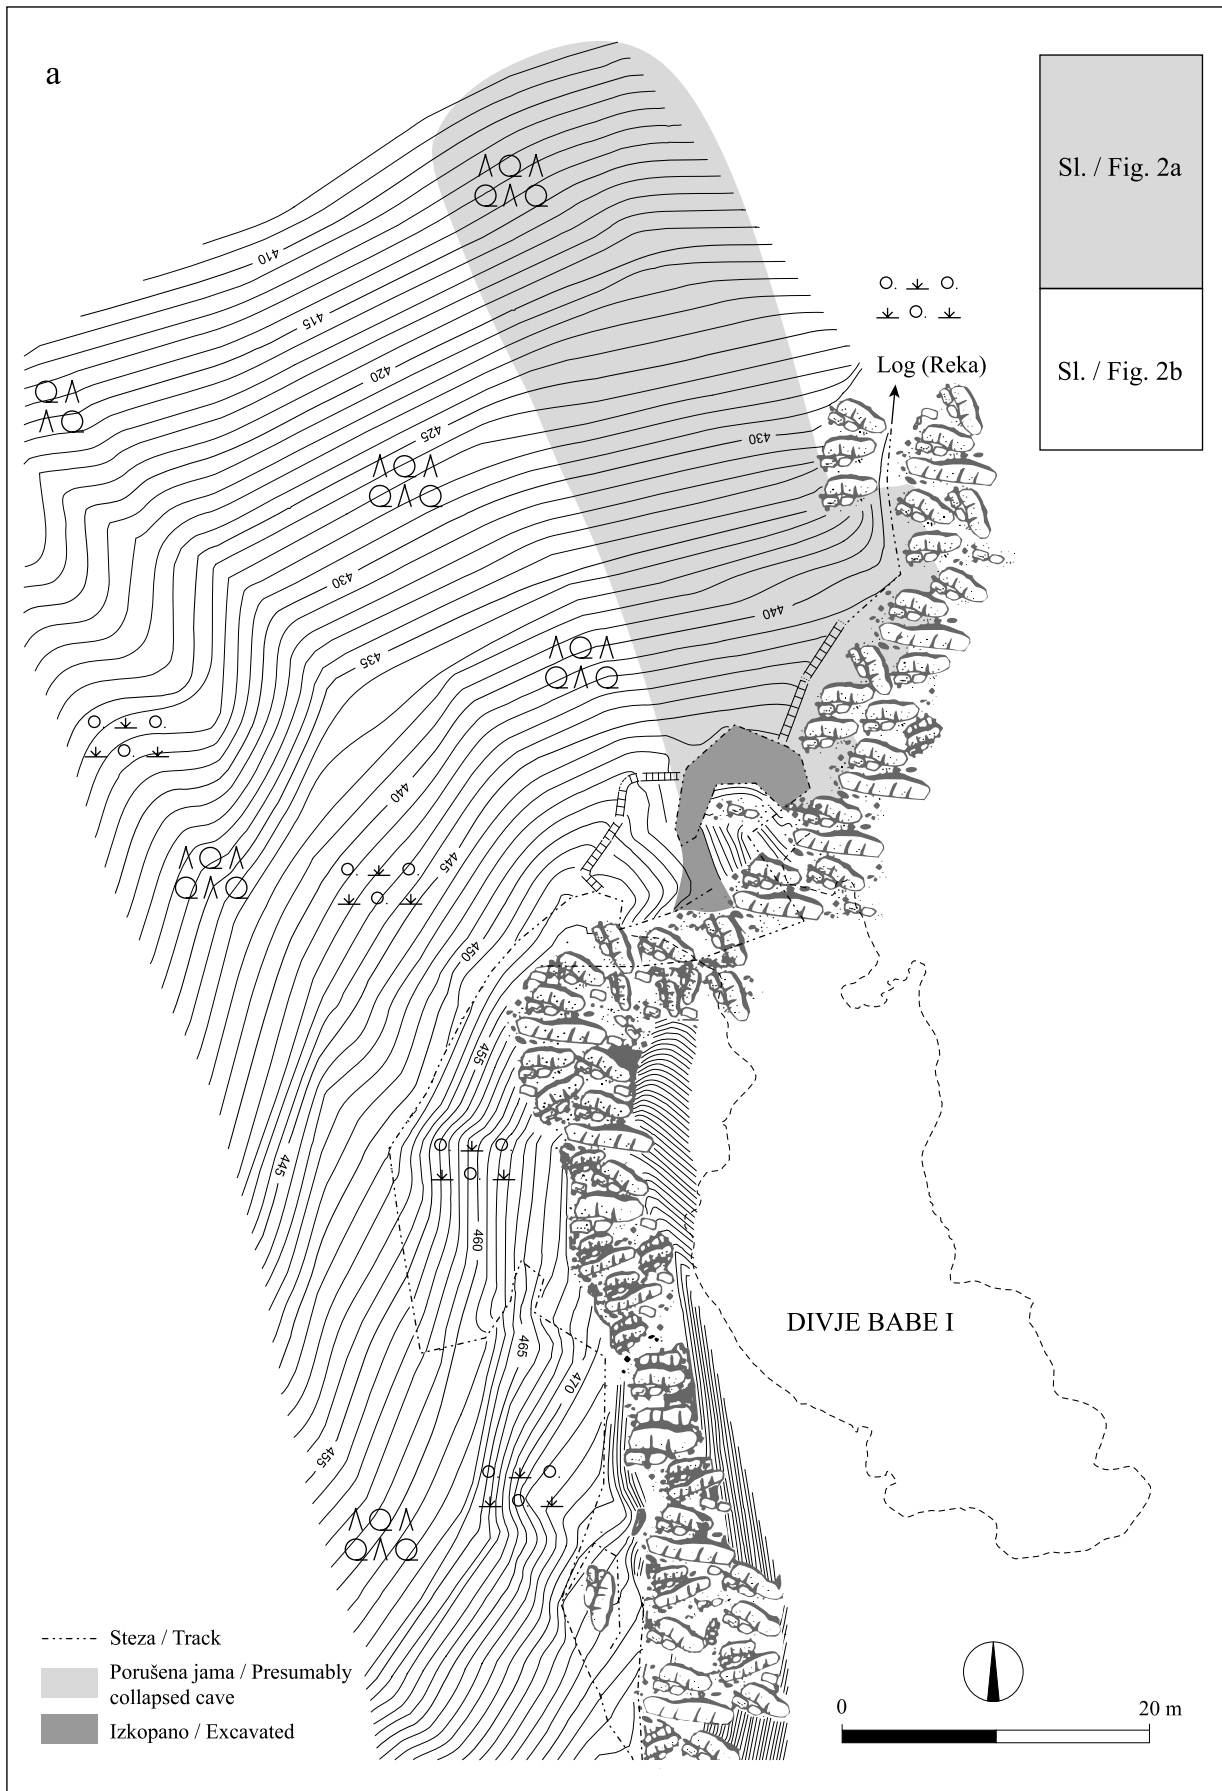 a
Sl. / Fig. 2a
Sl. / Fig. 2b
410
415
420
425
430
Log (Reka)
430
435
440
440
445
450
455
445
460
465
470
455
DIVJE BABE I
Steza / Track
Porušena jama / Presumably
collapsed cave
Izkopano / Excavated
0
20 m